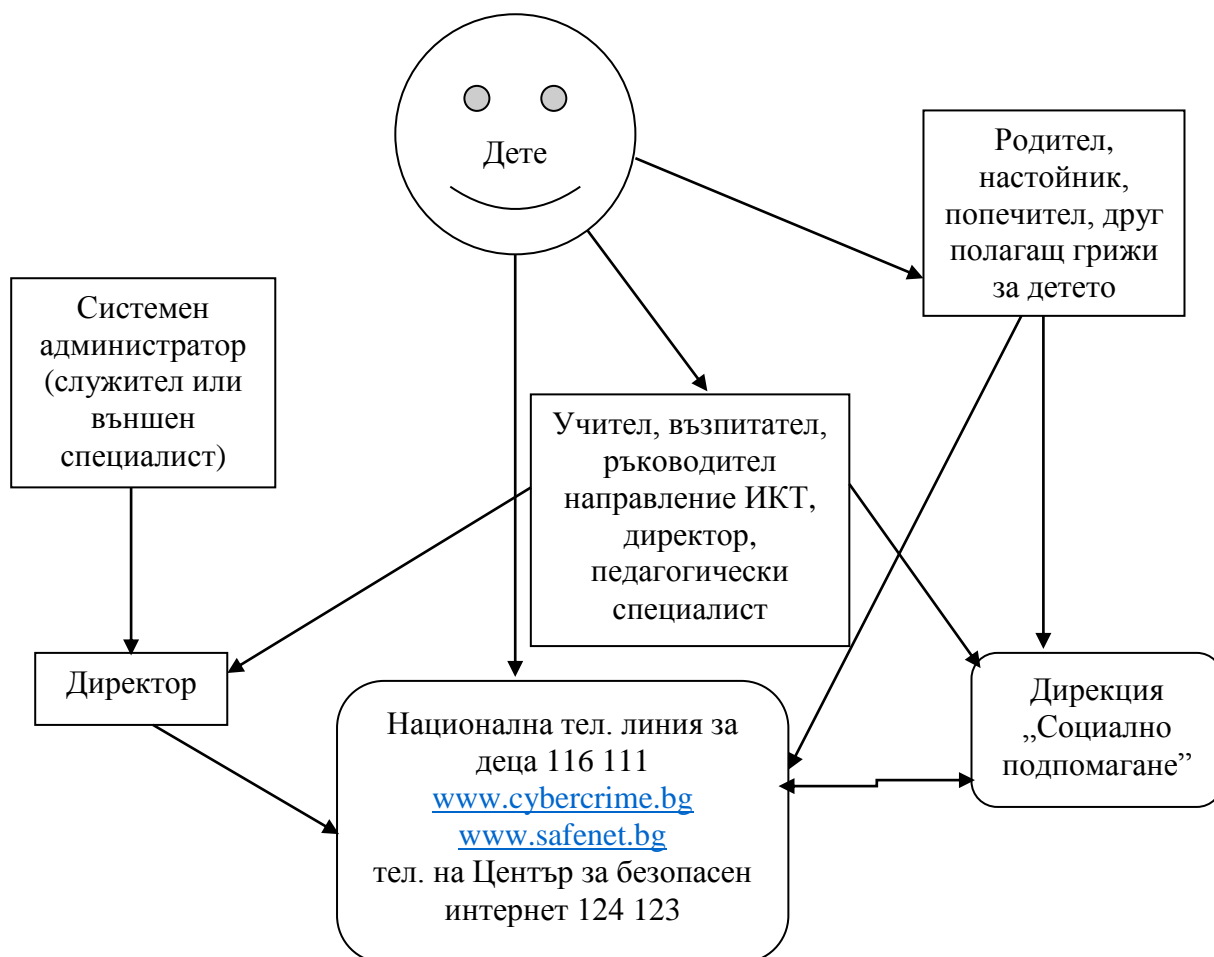 Дете
Родител,
настойник,
попечител, друг
полагащ грижи
за детето
Системен
администратор
(служител или
външен
специалист)
Учител, възпитател,
ръководител
направление ИКТ,
директор,
педагогически
специалист
Директор
Национална тел. линия за
деца 116 111
www.cybercrime.bg
www.safenet.bg
тел. на Център за безопасен
интернет 124 123
Дирекция
„Социално
подпомагане”